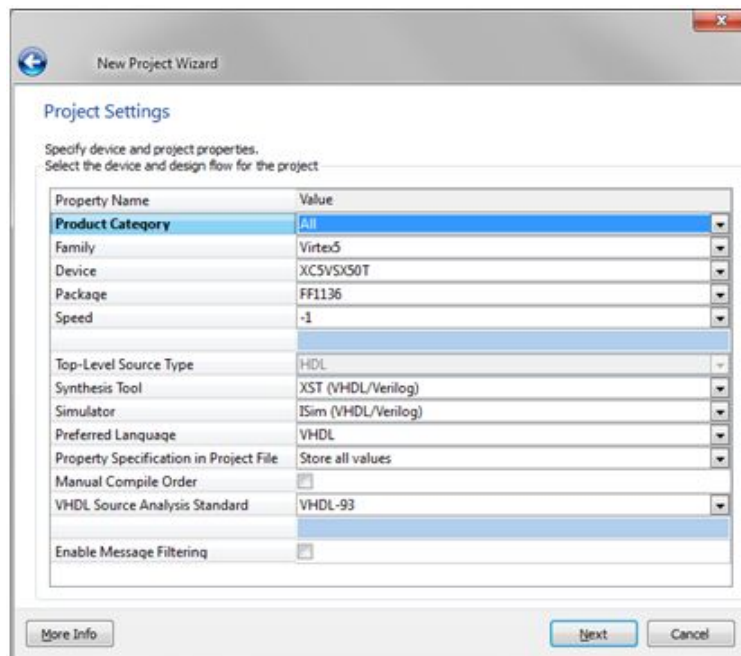 New Project Wizard
Project Settings
Specify device and project properties.
Select the device and design flow for the project
Property Name Value
Product Category All
Family Virtex5
Device XC5VSX50T
Package FF1136
Speed -1
Top-Level Source Type HDL
Synthesis Tool XST (VHDL/Verilog)
Simulator ISim (VHDL/Verilog)
Preferred Language VHDL
Property Specification in Project File Store all values
Manual Compile Order
VHDL Source Analysis Standard VHDL-93
Enable Message Filtering
More Info Next Cancel